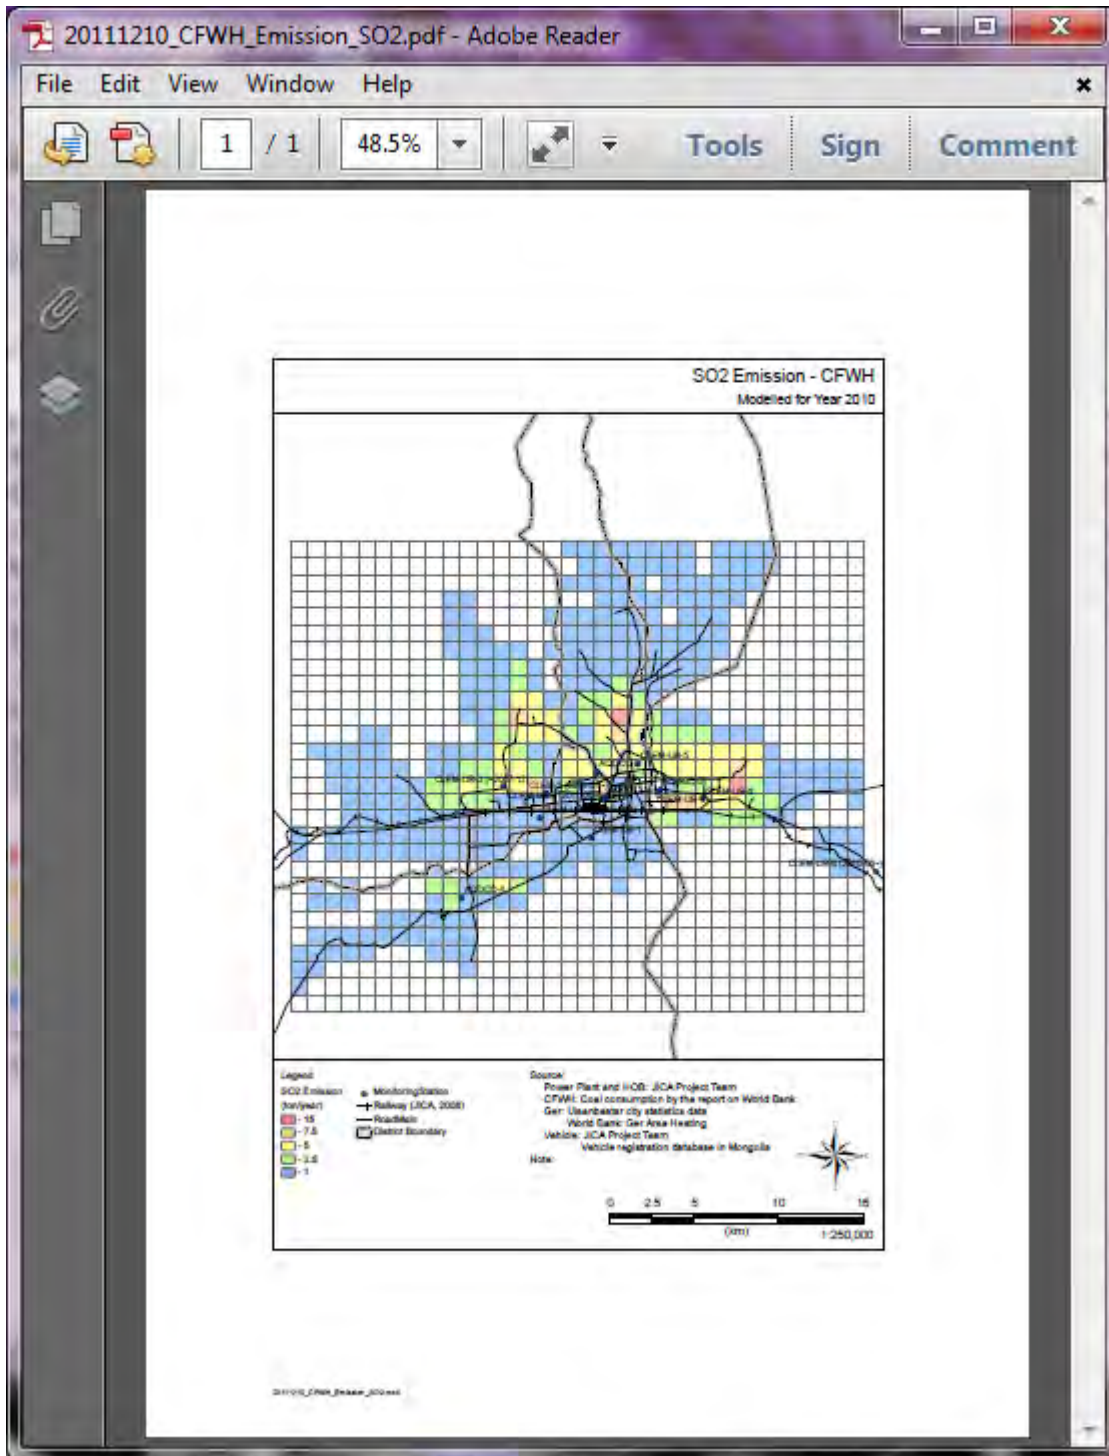 20111210_CFWH_Emission_SO2.pdf - Adobe Reader
File Edit View Window Help
1 / 1 48.5% Tools Sign Comment
SO2 Emission - CFWH
Modelled for Year 2010
Legend
SO2 Emission
(ton/year)
- 15
- 7.5
- 5
- 2.5
- 1
MonitoringStation
Railway (JICA, 2008)
RoadMain
District Boundary
Source:
Power Plant and HOB: JICA Project Team
CFWH: Coal consumption by the report on World Bank
Ger: Ulaanbaatar city statistics data
World Bank: Ger Area Heating
Vehicle: JICA Project Team
Vehicle registration database in Mongolia
Note:
0 2.5 5 10 15
(km) 1:250,000